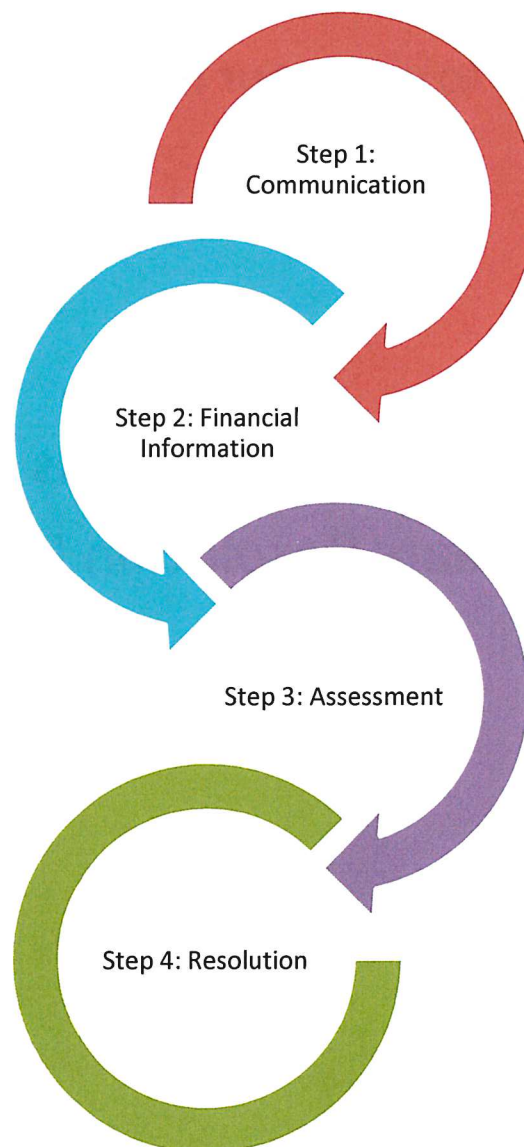 Step 1:
Communication
Step 2: Financial
Information
Step 3: Assessment
Step 4: Resolution